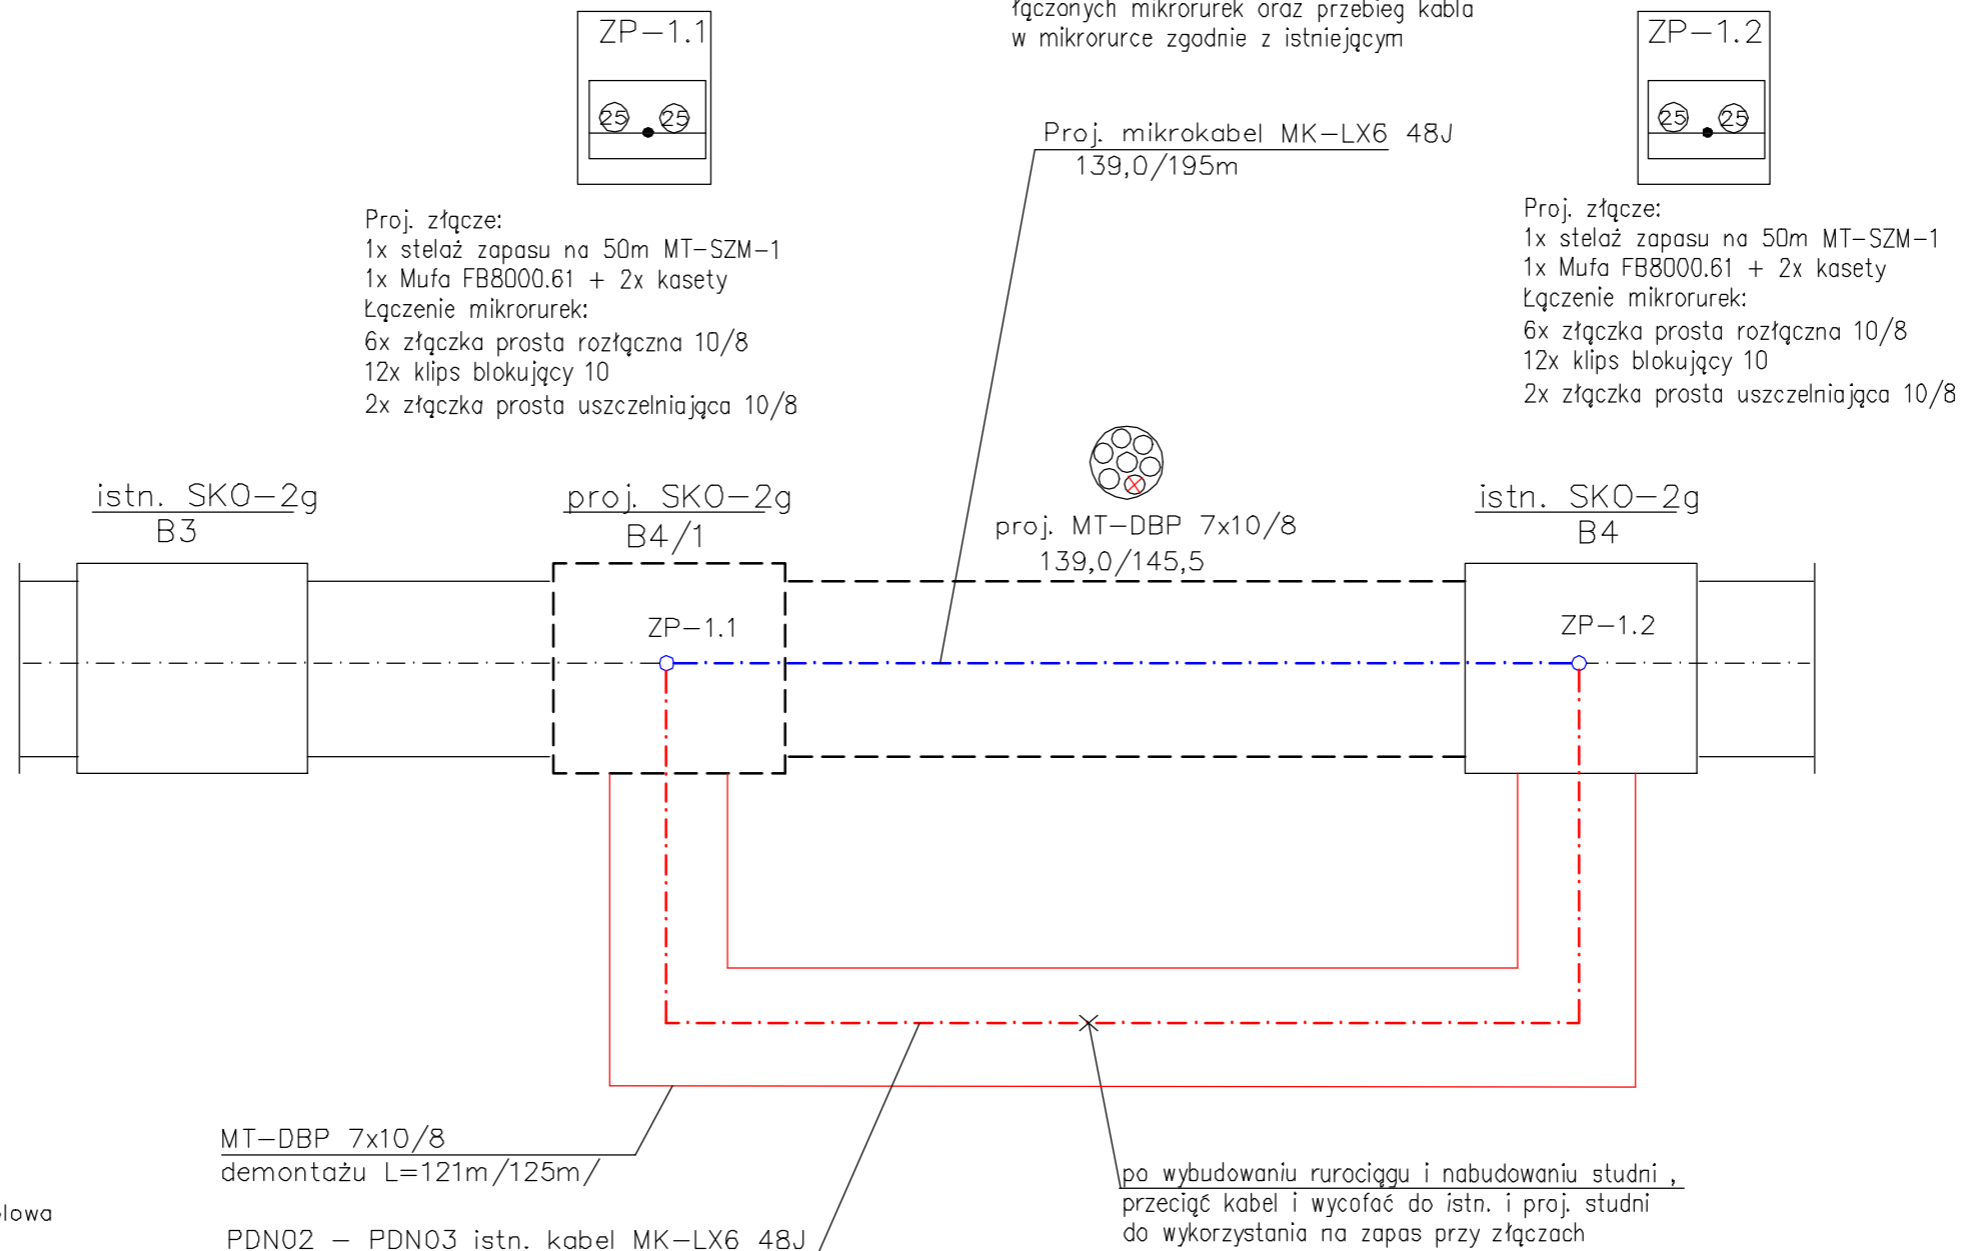 łączonych mikrorurek oraz przebieg kabla
w mikrorurce zgodnie z istniejącym
ZP-1.1
25 25
ZP-1.2
25 25
Proj. mikrokabel MK-LX6 48J
139,0/195m
Proj. złącze:
1x stelaż zapasu na 50m MT-SZM-1
1x Mufa FB8000.61 + 2x kasety
Łączenie mikrorurek:
6x złączka prosta rozłączna 10/8
12x klips blokujący 10
2x złączka prosta uszczelniająca 10/8
Proj. złącze:
1x stelaż zapasu na 50m MT-SZM-1
1x Mufa FB8000.61 + 2x kasety
Łączenie mikrorurek:
6x złączka prosta rozłączna 10/8
12x klips blokujący 10
2x złączka prosta uszczelniająca 10/8
istn. SKO-2g
B3
proj. SKO-2g
B4/1
proj. MT-DBP 7x10/8
139,0/145,5
istn. SKO-2g
B4
ZP-1.1
ZP-1.2
MT-DBP 7x10/8
demontażu L=121m/125m/
po wybudowaniu rurociągu i nabudowaniu studni ,
przeciąć kabel i wycofać do istn. i proj. studni
do wykorzystania na zapas przy złączach
PDN02 - PDN03 istn. kabel MK-LX6 48J